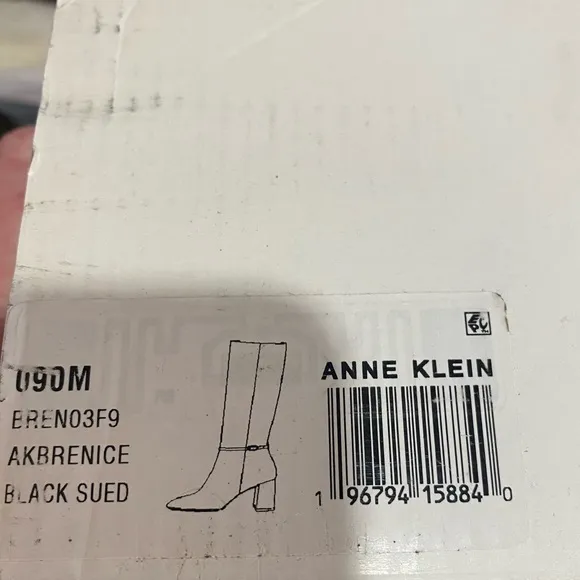 090M
BREN03F9
AKBRENICE
BLACK SUED
ANNE KLEIN
1 96794 15884 0